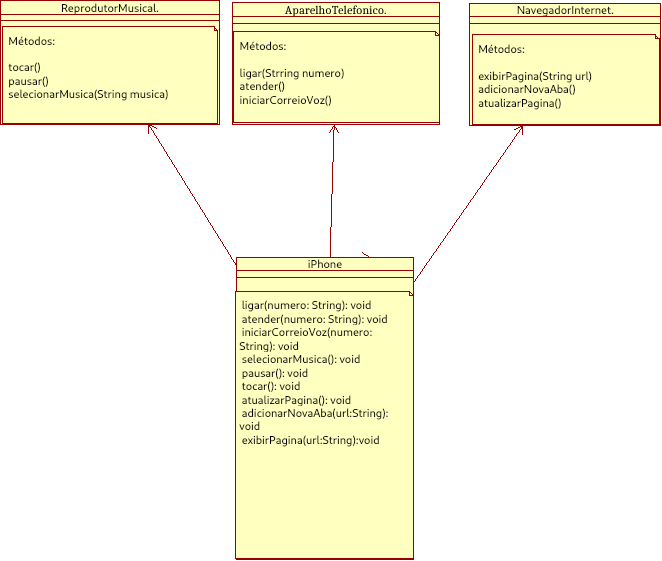 ReprodutorMusical.
Métodos:
tocar()
pausar()
selecionarMusica(String musica)
AparelhoTelefonico.
Métodos:
ligar(Strring numero)
atender()
iniciarCorreioVoz()
NavegadorInternet.
Métodos:
exibirPagina(String url)
adicionarNovaAba()
atualizarPagina()
iPhone
ligar(numero: String): void
atender(numero: String): void
iniciarCorreioVoz(numero:
String): void
selecionarMusica(): void
pausar(): void
tocar(): void
atualizarPagina(): void
adicionarNovaAba(url:String):
void
exibirPagina(url:String):void